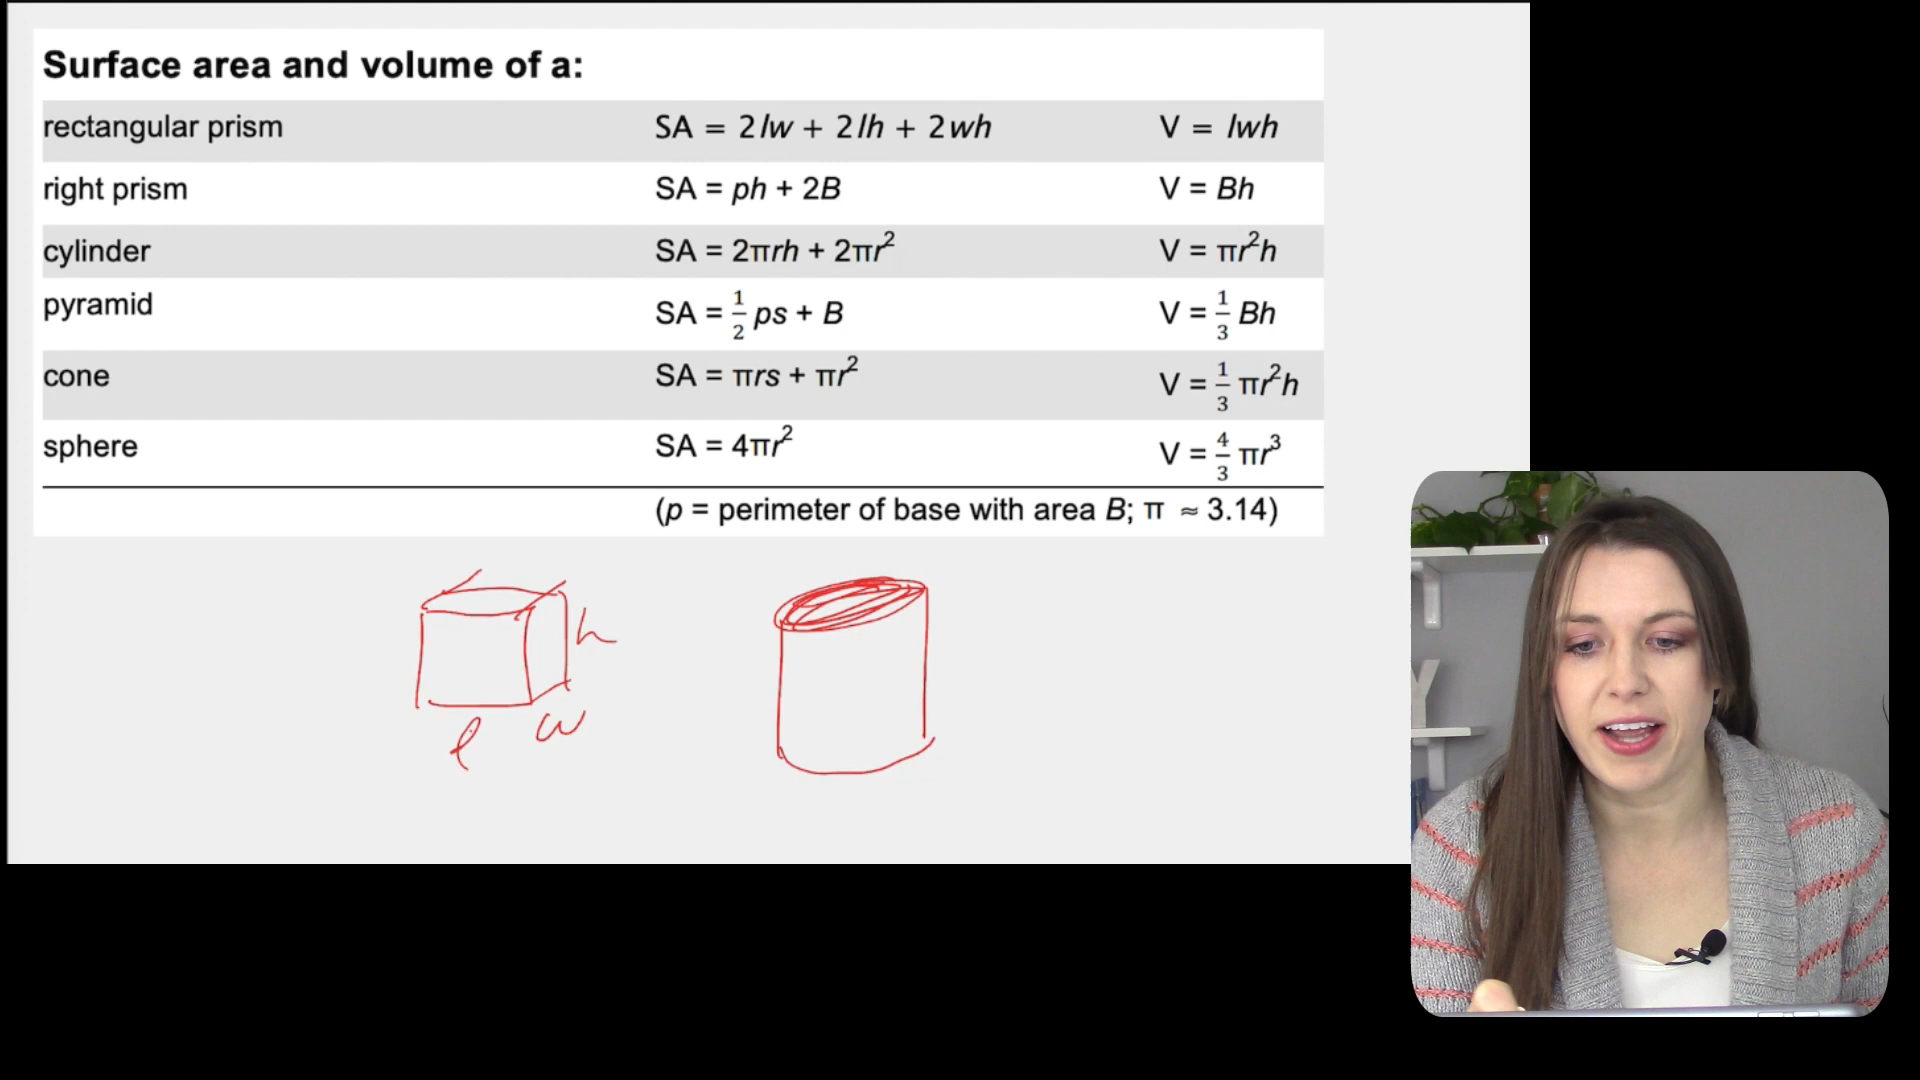 Surface area and volume of a:
rectangular prism SA = 2lw + 2lh + 2wh V = lwh
right prism SA = ph + 2B V = Bh
cylinder SA = 2πrh + 2πr² V = πr²h
pyramid SA = 1/2 ps + B V = 1/3 Bh
cone SA = πrs + πr² V = 1/3 πr²h
sphere SA = 4πr² V = 4/3 πr³
(p = perimeter of base with area B; π ≈ 3.14)
h
l w
Y